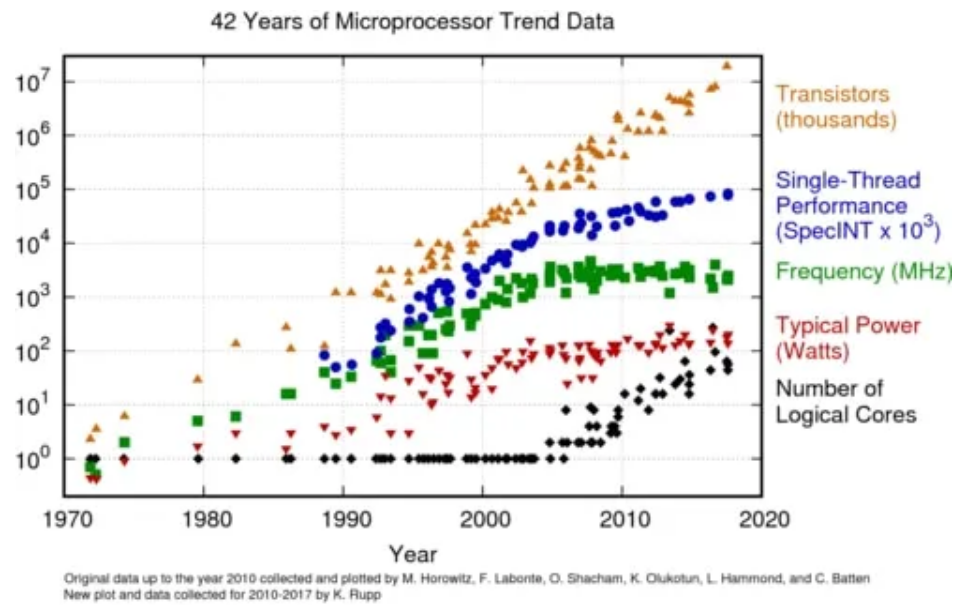 42 Years of Microprocessor Trend Data
10^7
10^6
10^5
10^4
10^3
10^2
10^1
10^0
Transistors
(thousands)
Single-Thread
Performance
(SpecINT x 10^3)
Frequency (MHz)
Typical Power
(Watts)
Number of
Logical Cores
1970 1980 1990 2000 2010 2020
Year
Original data up to the year 2010 collected and plotted by M. Horowitz, F. Labonte, O. Shacham, K. Olukotun, L. Hammond, and C. Batten
New plot and data collected for 2010-2017 by K. Rupp